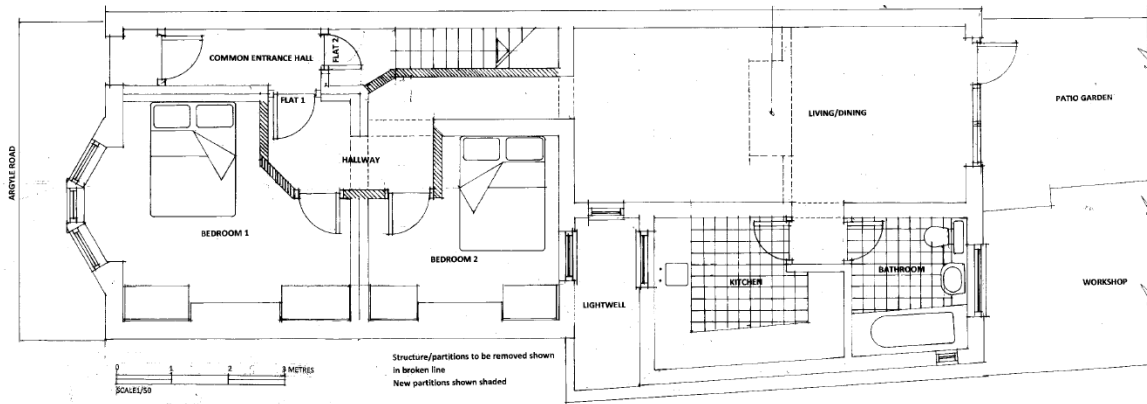 ARGYLE ROAD
COMMON ENTRANCE HALL
FLAT 2
FLAT 1
HALLWAY
BEDROOM 1
BEDROOM 2
LIVING/DINING
PATIO GARDEN
LIGHTWELL
KITCHEN
BATHROOM
WORKSHOP
0 1 2 3 METRES
SCALE1/50
Structure/partitions to be removed shown
in broken line
New partitions shown shaded